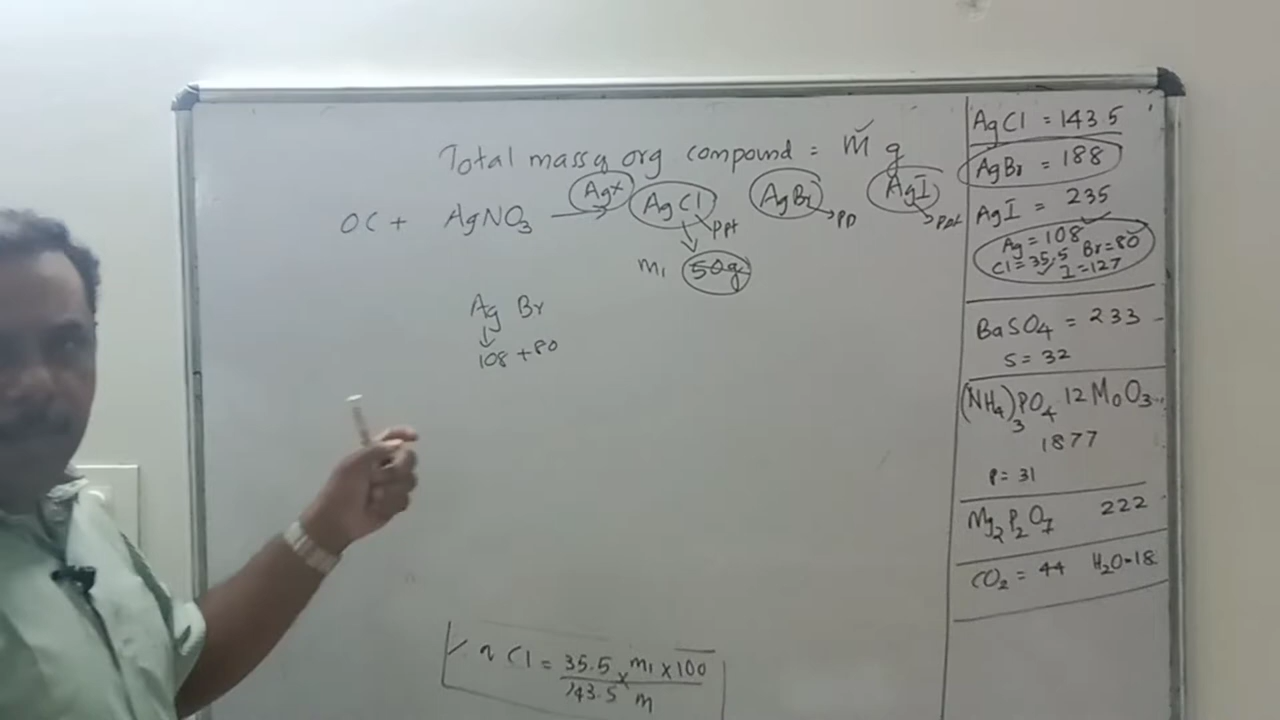 Total mass of org compound = m g
OC + AgNO₃ → AgX AgCl AgBr AgI
ppt ppt
m₁ 50g
Ag Br
108 + 80
% Cl = 35.5 × m₁ × 100
143.5 m
AgCl = 143.5
AgBr = 188
AgI = 235
Ag = 108
Cl = 35.5 Br = 80
I = 127
BaSO₄ = 233
S = 32
(NH₄)₃PO₄ 12MoO₃
1877
P = 31
Mg₂P₂O₇ 222
CO₂ = 44 H₂O = 18